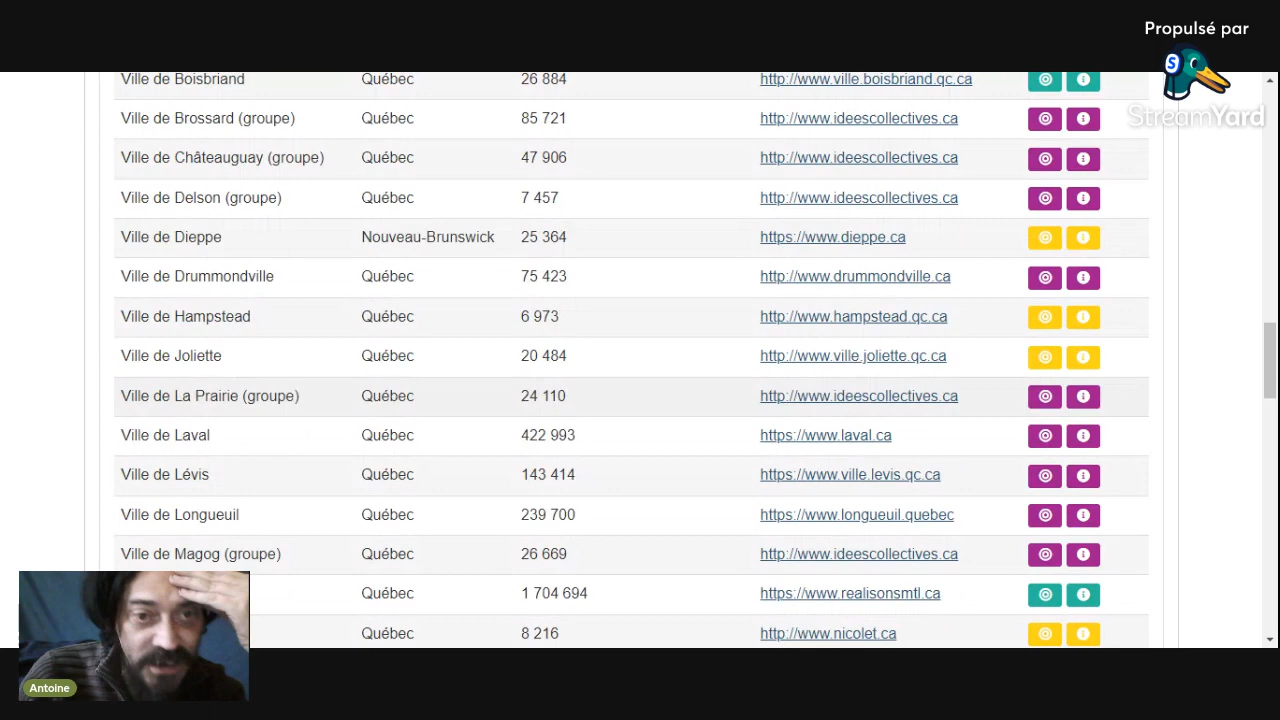 Propulsé par
StreamYard
Ville de Boisbriand Québec 26 884 http://www.ville.boisbriand.qc.ca
Ville de Brossard (groupe) Québec 85 721 http://www.ideescollectives.ca
Ville de Châteauguay (groupe) Québec 47 906 http://www.ideescollectives.ca
Ville de Delson (groupe) Québec 7 457 http://www.ideescollectives.ca
Ville de Dieppe Nouveau-Brunswick 25 364 https://www.dieppe.ca
Ville de Drummondville Québec 75 423 http://www.drummondville.ca
Ville de Hampstead Québec 6 973 http://www.hampstead.qc.ca
Ville de Joliette Québec 20 484 http://www.ville.joliette.qc.ca
Ville de La Prairie (groupe) Québec 24 110 http://www.ideescollectives.ca
Ville de Laval Québec 422 993 https://www.laval.ca
Ville de Lévis Québec 143 414 https://www.ville.levis.qc.ca
Ville de Longueuil Québec 239 700 https://www.longueuil.quebec
Ville de Magog (groupe) Québec 26 669 http://www.ideescollectives.ca
Québec 1 704 694 https://www.realisonsmtl.ca
Québec 8 216 http://www.nicolet.ca
Antoine